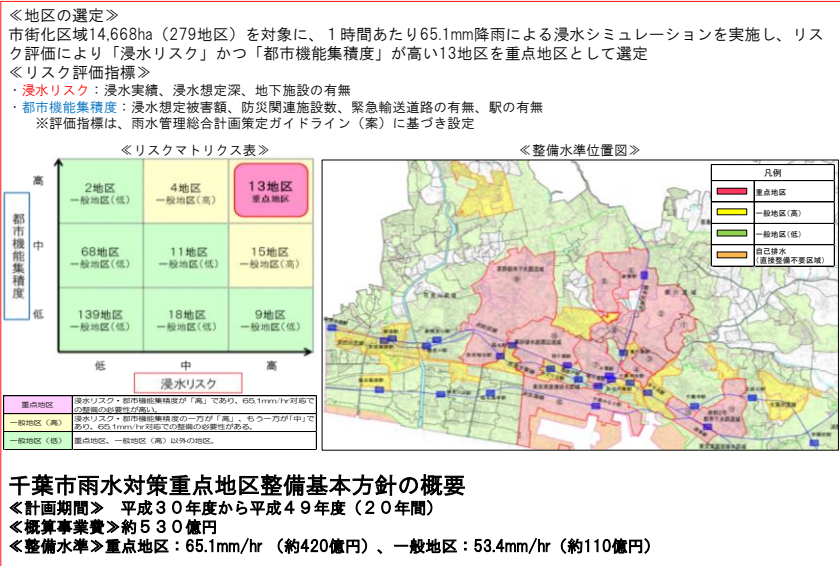 ≪地区の選定≫
市街化区域14,668ha（279地区）を対象に、１時間あたり65.1mm降雨による浸水シミュレーションを実施し、リス
ク評価により「浸水リスク」かつ「都市機能集積度」が高い13地区を重点地区として選定
≪リスク評価指標≫
・浸水リスク：浸水実績、浸水想定深、地下施設の有無
・都市機能集積度：浸水想定被害額、防災関連施設数、緊急輸送道路の有無、駅の有無
※評価指標は、雨水管理総合計画策定ガイドライン（案）に基づき設定
≪リスクマトリクス表≫
都市機能集積度
高
中
低
2地区
一般地区(低)
4地区
一般地区(高)
13地区
重点地区
68地区
一般地区(低)
11地区
一般地区(低)
15地区
一般地区(高)
139地区
一般地区(低)
18地区
一般地区(低)
9地区
一般地区(低)
低
中
高
浸水リスク
重点地区
浸水リスク・都市機能集積度が「高」であり、65.1mm/hr対応で
の整備の必要性が高い。
一般地区（高）
浸水リスク・都市機能集積度の一方が「高」、もう一方が「中」で
あり、65.1mm/hr対応での整備の必要性がある。
一般地区（低）
重点地区、一般地区（高）以外の地区。
≪整備水準位置図≫
凡例
重点地区
一般地区(高)
一般地区(低)
自己排水
(直接整備不要区域)
千葉市雨水対策重点地区整備基本方針の概要
≪計画期間≫　平成３０年度から平成４９年度（２０年間）
≪概算事業費≫約５３０億円
≪整備水準≫重点地区：65.1mm/hr （約420億円）、一般地区：53.4mm/hr（約110億円）